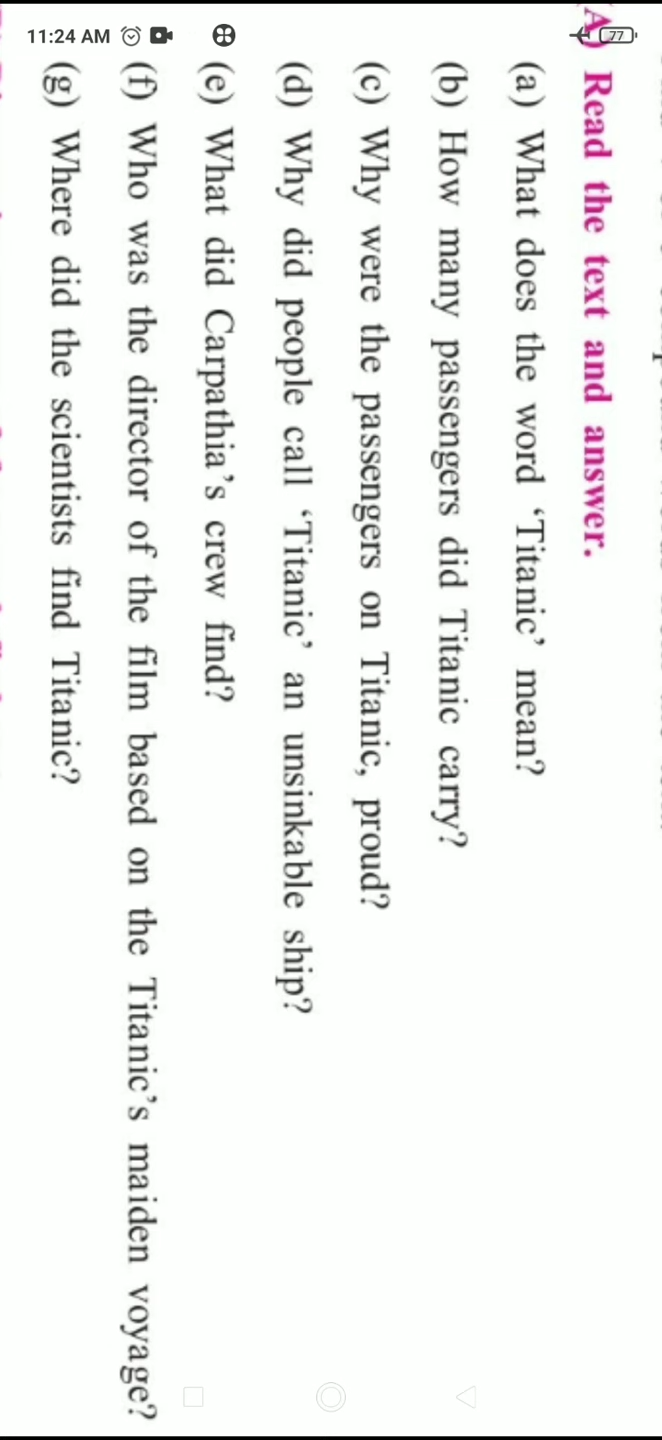 11:24 AM
77
A) Read the text and answer.
(a) What does the word ‘Titanic’ mean?
(b) How many passengers did Titanic carry?
(c) Why were the passengers on Titanic, proud?
(d) Why did people call ‘Titanic’ an unsinkable ship?
(e) What did Carpathia’s crew find?
(f) Who was the director of the film based on the Titanic’s maiden voyage?
(g) Where did the scientists find Titanic?